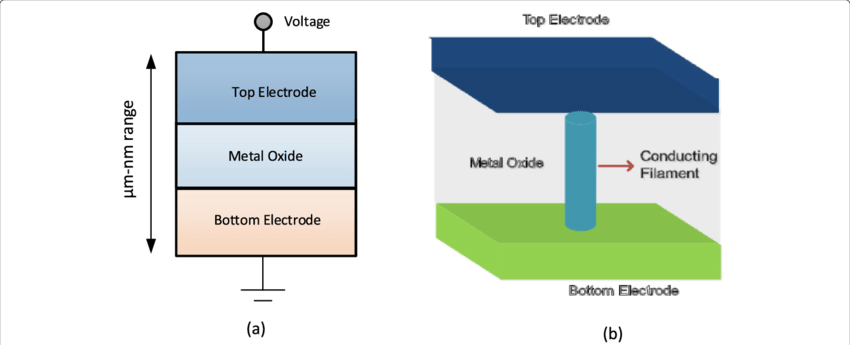 Voltage
Top Electrode
Metal Oxide
Bottom Electrode
μm-nm range
(a)
Top Electrode
Metal Oxide
Conducting
Filament
Bottom Electrode
(b)